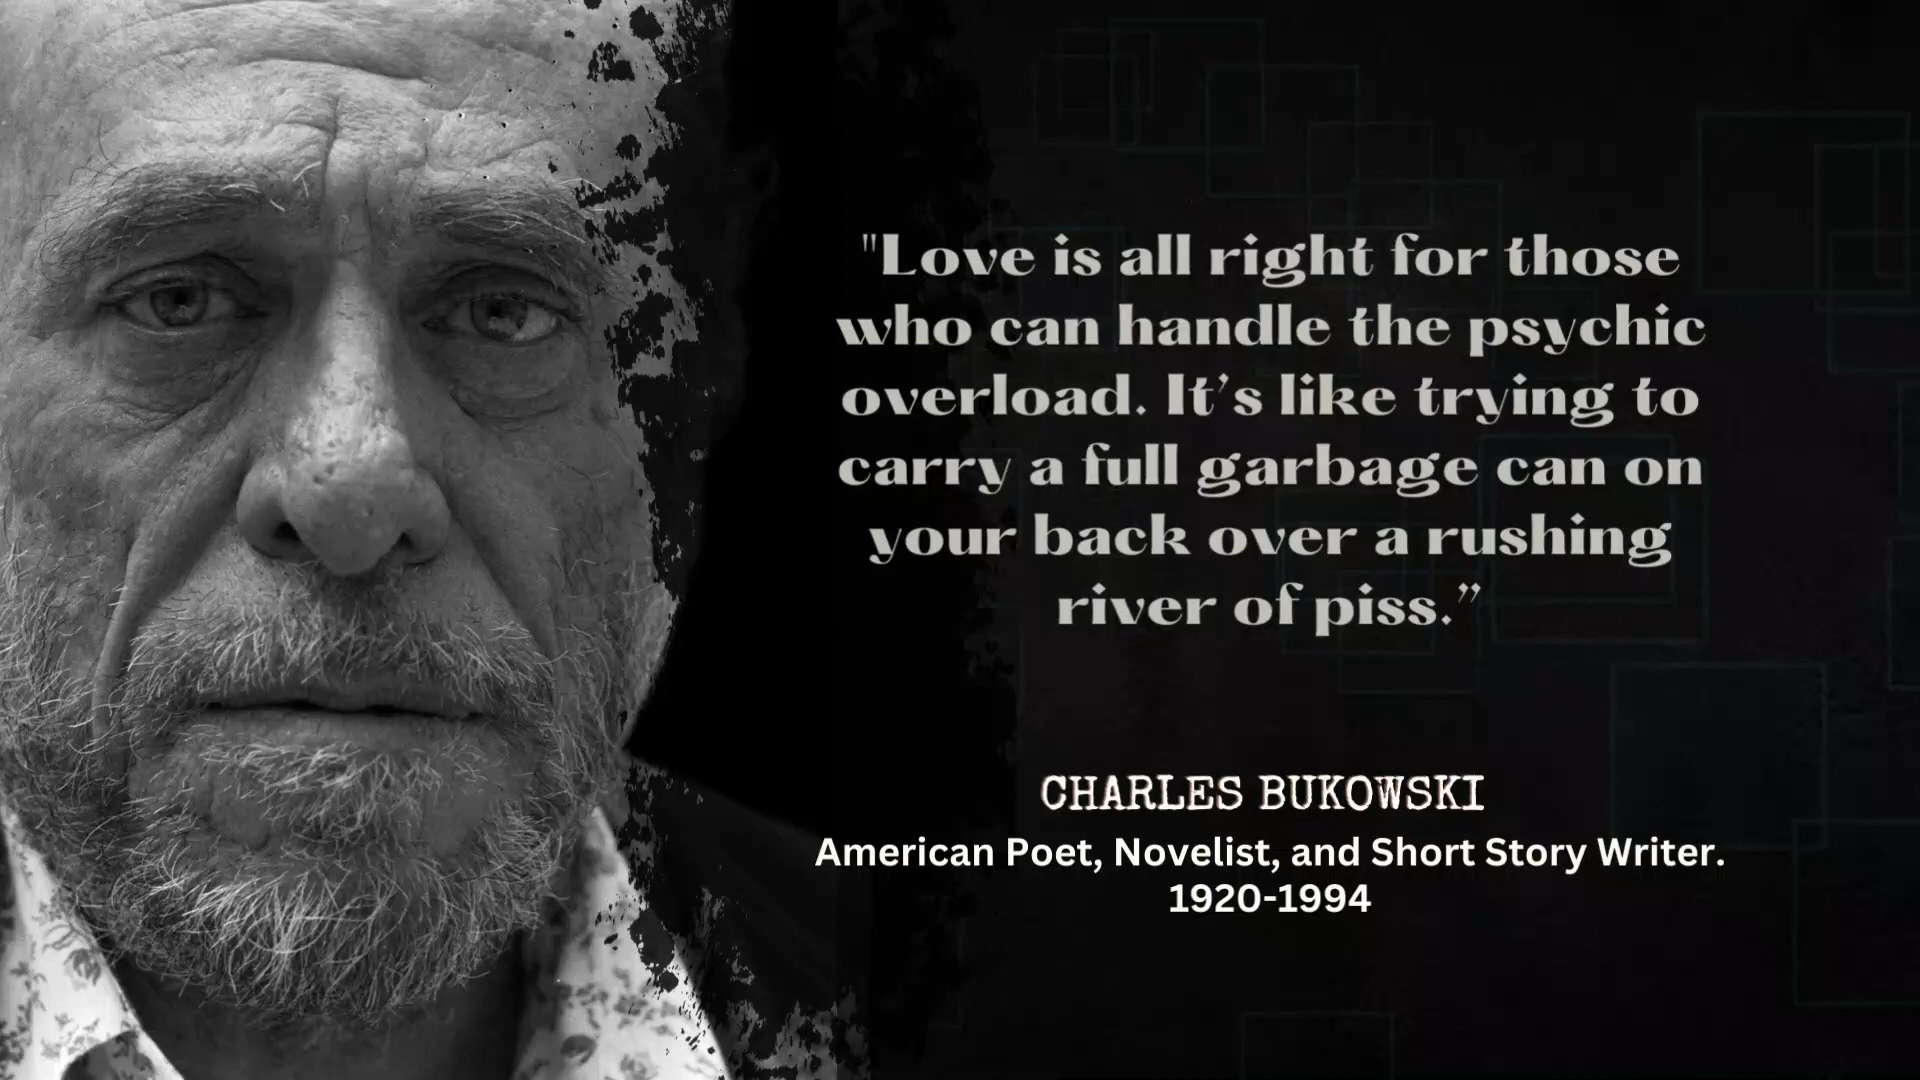 "Love is all right for those
who can handle the psychic
overload. It’s like trying to
carry a full garbage can on
your back over a rushing
river of piss.”
CHARLES BUKOWSKI
American Poet, Novelist, and Short Story Writer.
1920-1994